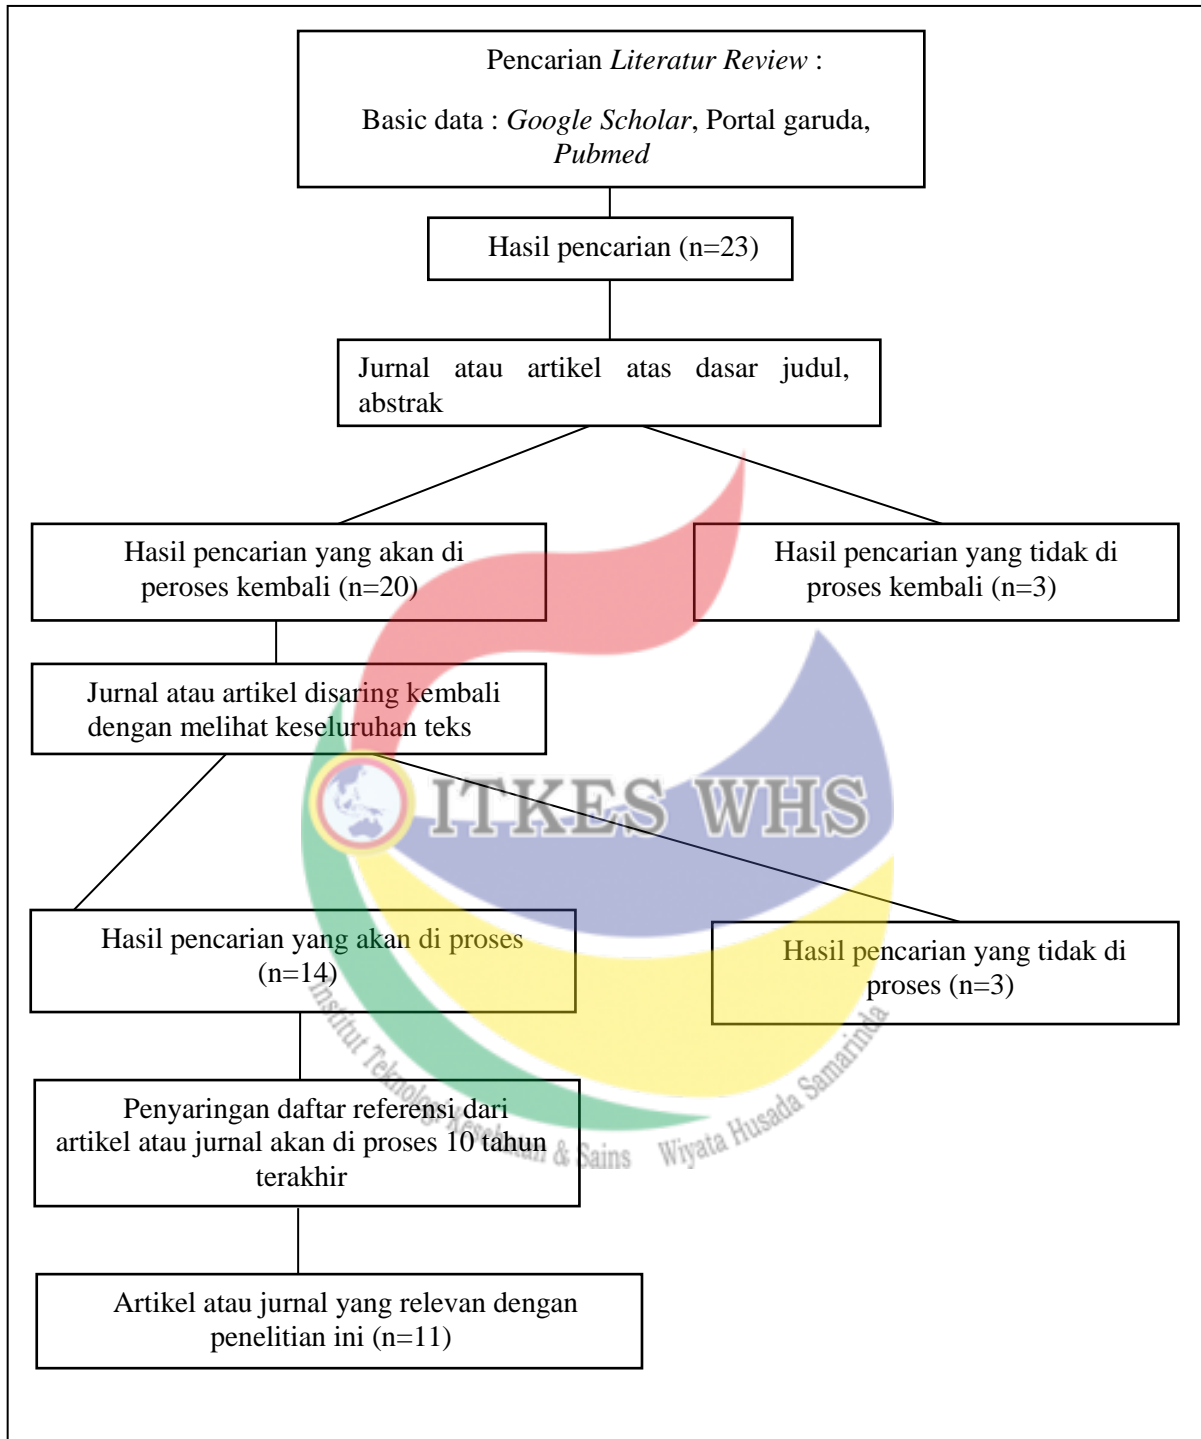 Pencarian Literatur Review :
Basic data : Google Scholar, Portal garuda,
Pubmed
Hasil pencarian (n=23)
Jurnal atau artikel atas dasar judul,
abstrak
Hasil pencarian yang akan di
peroses kembali (n=20)
Hasil pencarian yang tidak di
proses kembali (n=3)
Jurnal atau artikel disaring kembali
dengan melihat keseluruhan teks
ITKES WHS
Hasil pencarian yang akan di proses
(n=14)
Hasil pencarian yang tidak di
proses (n=3)
Institut Teknologi Kesehatan & Sains Wiyata Husada Samarinda
Penyaringan daftar referensi dari
artikel atau jurnal akan di proses 10 tahun
terakhir
Artikel atau jurnal yang relevan dengan
penelitian ini (n=11)